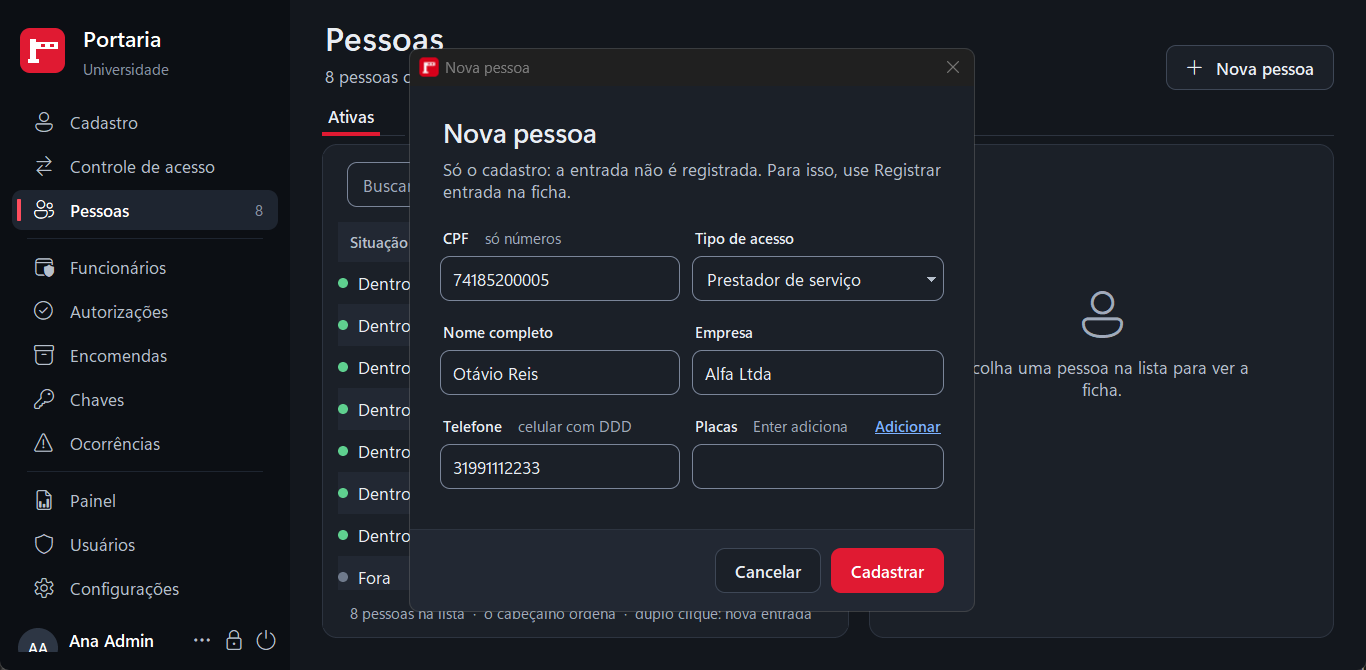 Portaria
Universidade
Cadastro
Controle de acesso
Pessoas 8
Funcionários
Autorizações
Encomendas
Chaves
Ocorrências
Painel
Usuários
Configurações
AA Ana Admin
Pessoas
8 pessoas
Nova pessoa
Ativas
Buscar
Situação
Dentro
Dentro
Dentro
Dentro
Dentro
Dentro
Dentro
Fora
8 pessoas na lista · o cabeçalho ordena · duplo clique: nova entrada
Nova pessoa
Nova pessoa
Só o cadastro: a entrada não é registrada. Para isso, use Registrar
entrada na ficha.
CPF só números
74185200005
Tipo de acesso
Prestador de serviço
Nome completo
Otávio Reis
Empresa
Alfa Ltda
Telefone celular com DDD
31991112233
Placas Enter adiciona Adicionar
Cancelar
Cadastrar
colha uma pessoa na lista para ver a
ficha.